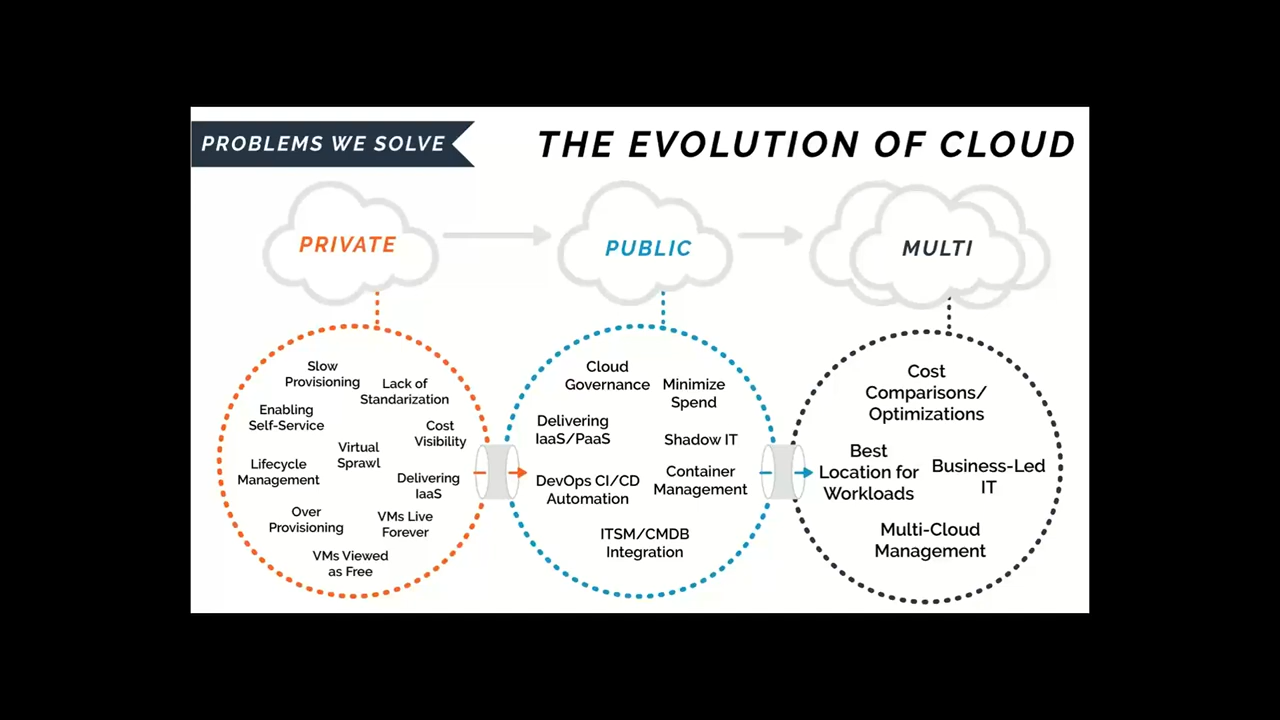 PROBLEMS WE SOLVE
THE EVOLUTION OF CLOUD
PRIVATE
PUBLIC
MULTI
Slow
Provisioning
Lack of
Standarization
Enabling
Self-Service
Cost
Visibility
Virtual
Sprawl
Lifecycle
Management
Delivering
IaaS
Over
Provisioning
VMs Live
Forever
VMs Viewed
as Free
Cloud
Governance
Minimize
Spend
Delivering
IaaS/PaaS
Shadow IT
DevOps CI/CD
Automation
Container
Management
ITSM/CMDB
Integration
Cost
Comparisons/
Optimizations
Best
Location for
Workloads
Business-Led
IT
Multi-Cloud
Management